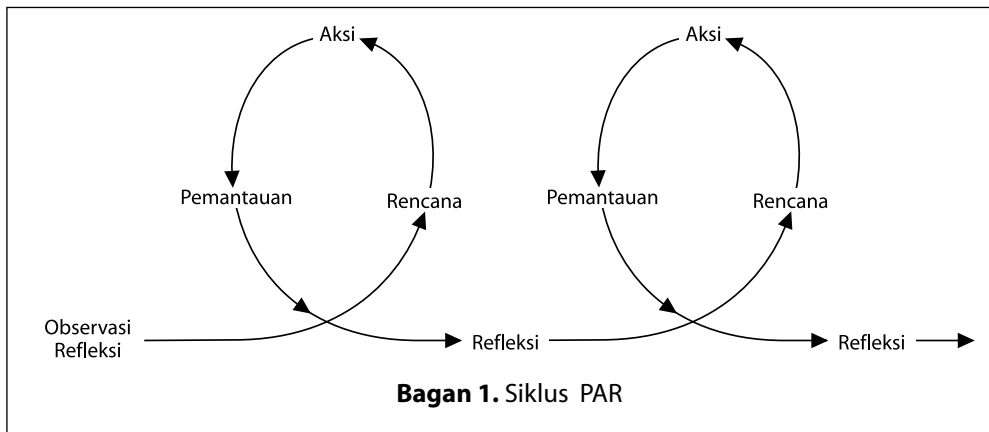 Aksi
Aksi
Pemantauan
Rencana
Pemantauan
Rencana
Observasi
Refleksi
Refleksi
Refleksi
Bagan 1. Siklus PAR